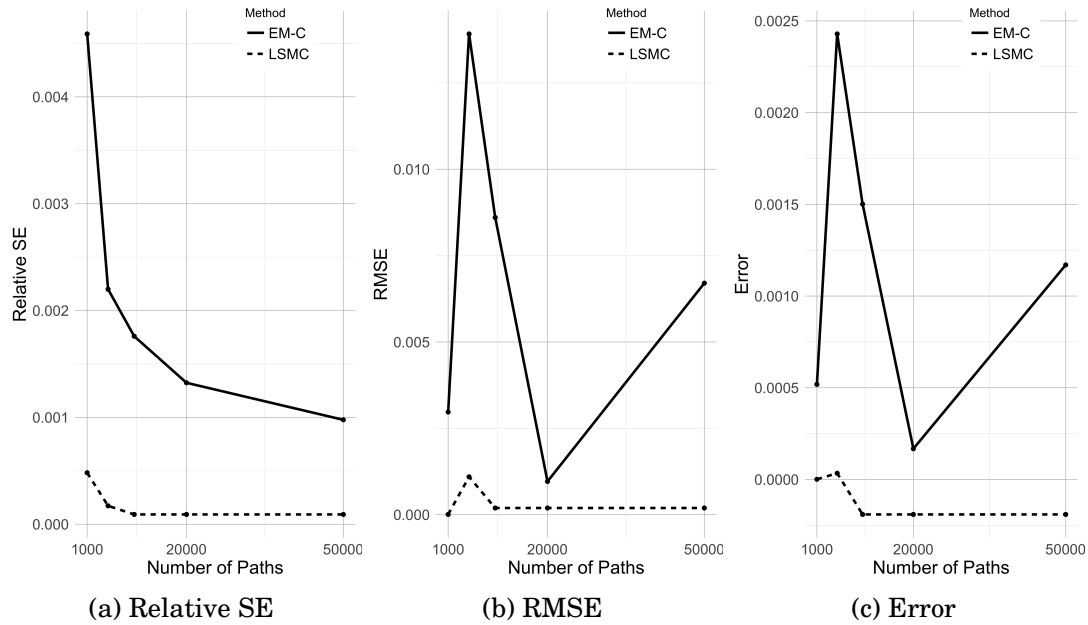 Method
EM-C
LSMC
0.004
0.003
0.002
0.001
0.000
Relative SE
1000
20000
50000
Number of Paths
(a) Relative SE
Method
EM-C
LSMC
0.010
0.005
0.000
RMSE
1000
20000
50000
Number of Paths
(b) RMSE
Method
EM-C
LSMC
0.0025
0.0020
0.0015
0.0010
0.0005
0.0000
Error
1000
20000
50000
Number of Paths
(c) Error